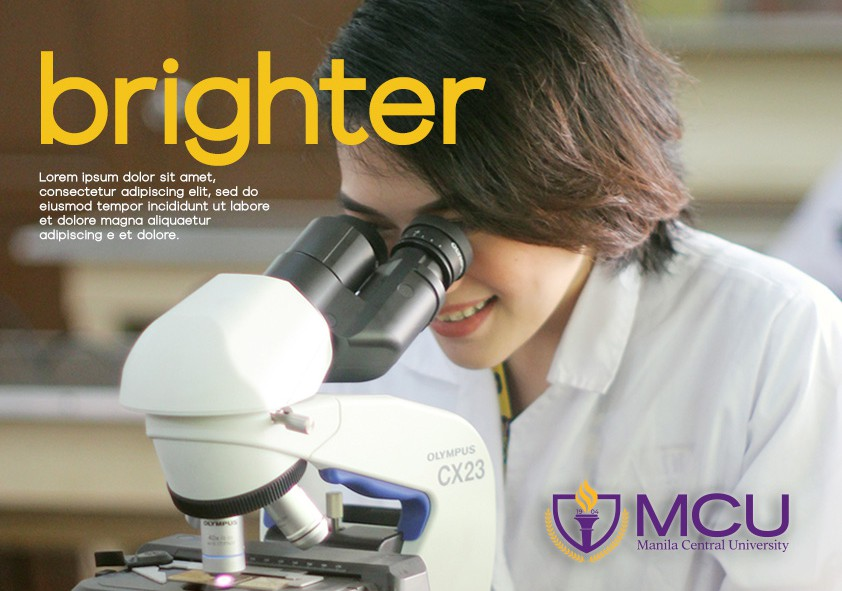 brighter
Lorem ipsum dolor sit amet,
consectetur adipiscing elit, sed do
eiusmod tempor incididunt ut labore
et dolore magna aliquaetur
adipiscing e et dolore.
OLYMPUS
CX23
OLYMPUS
19 04
MCU
Manila Central University